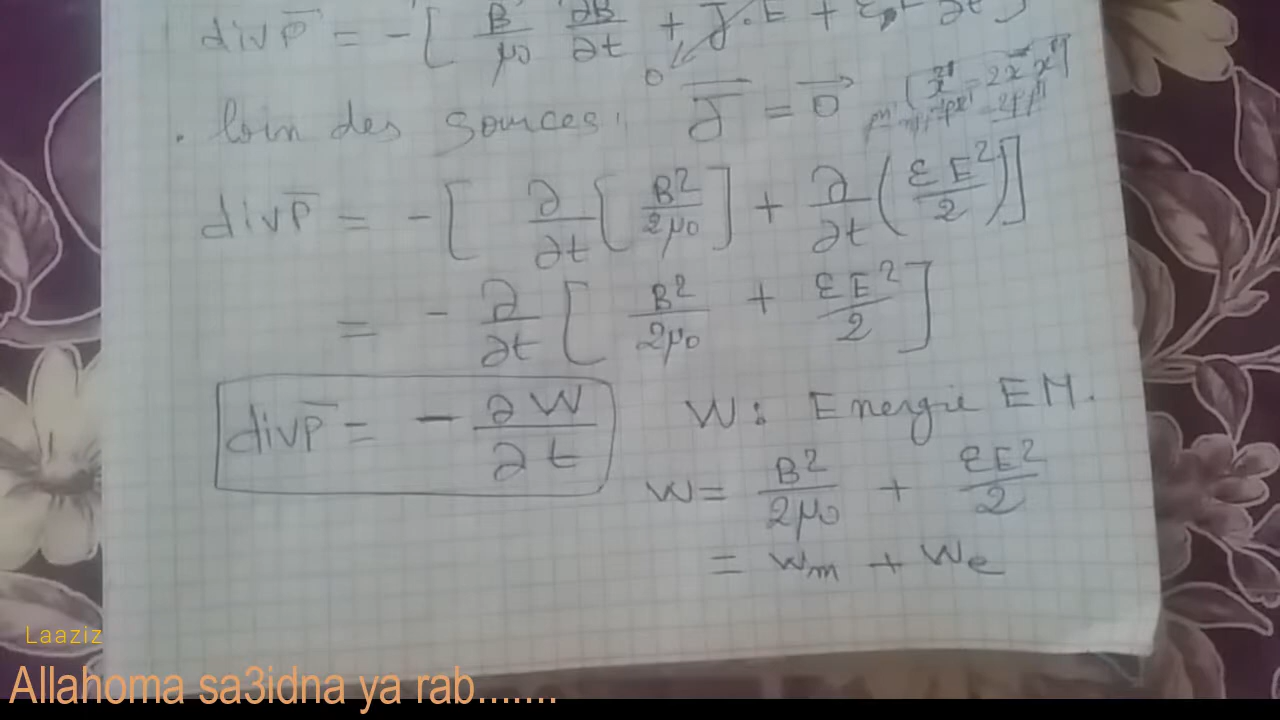 div P̅ = - [ B/μ₀ ∂B/∂t + J̅.E + ε
0
. loin des sources: J⃗ = 0⃗
div P̅ = - [ ∂/∂t [ B²/2μ₀ ] + ∂/∂t ( εE²/2 ) ]
= - ∂/∂t [ B²/2μ₀ + εE²/2 ]
div P̅ = - ∂W/∂t
W: Energie EM.
W = B²/2μ₀ + εE²/2
= Wm + We
Laaziz
Allahoma sa3idna ya rab.......